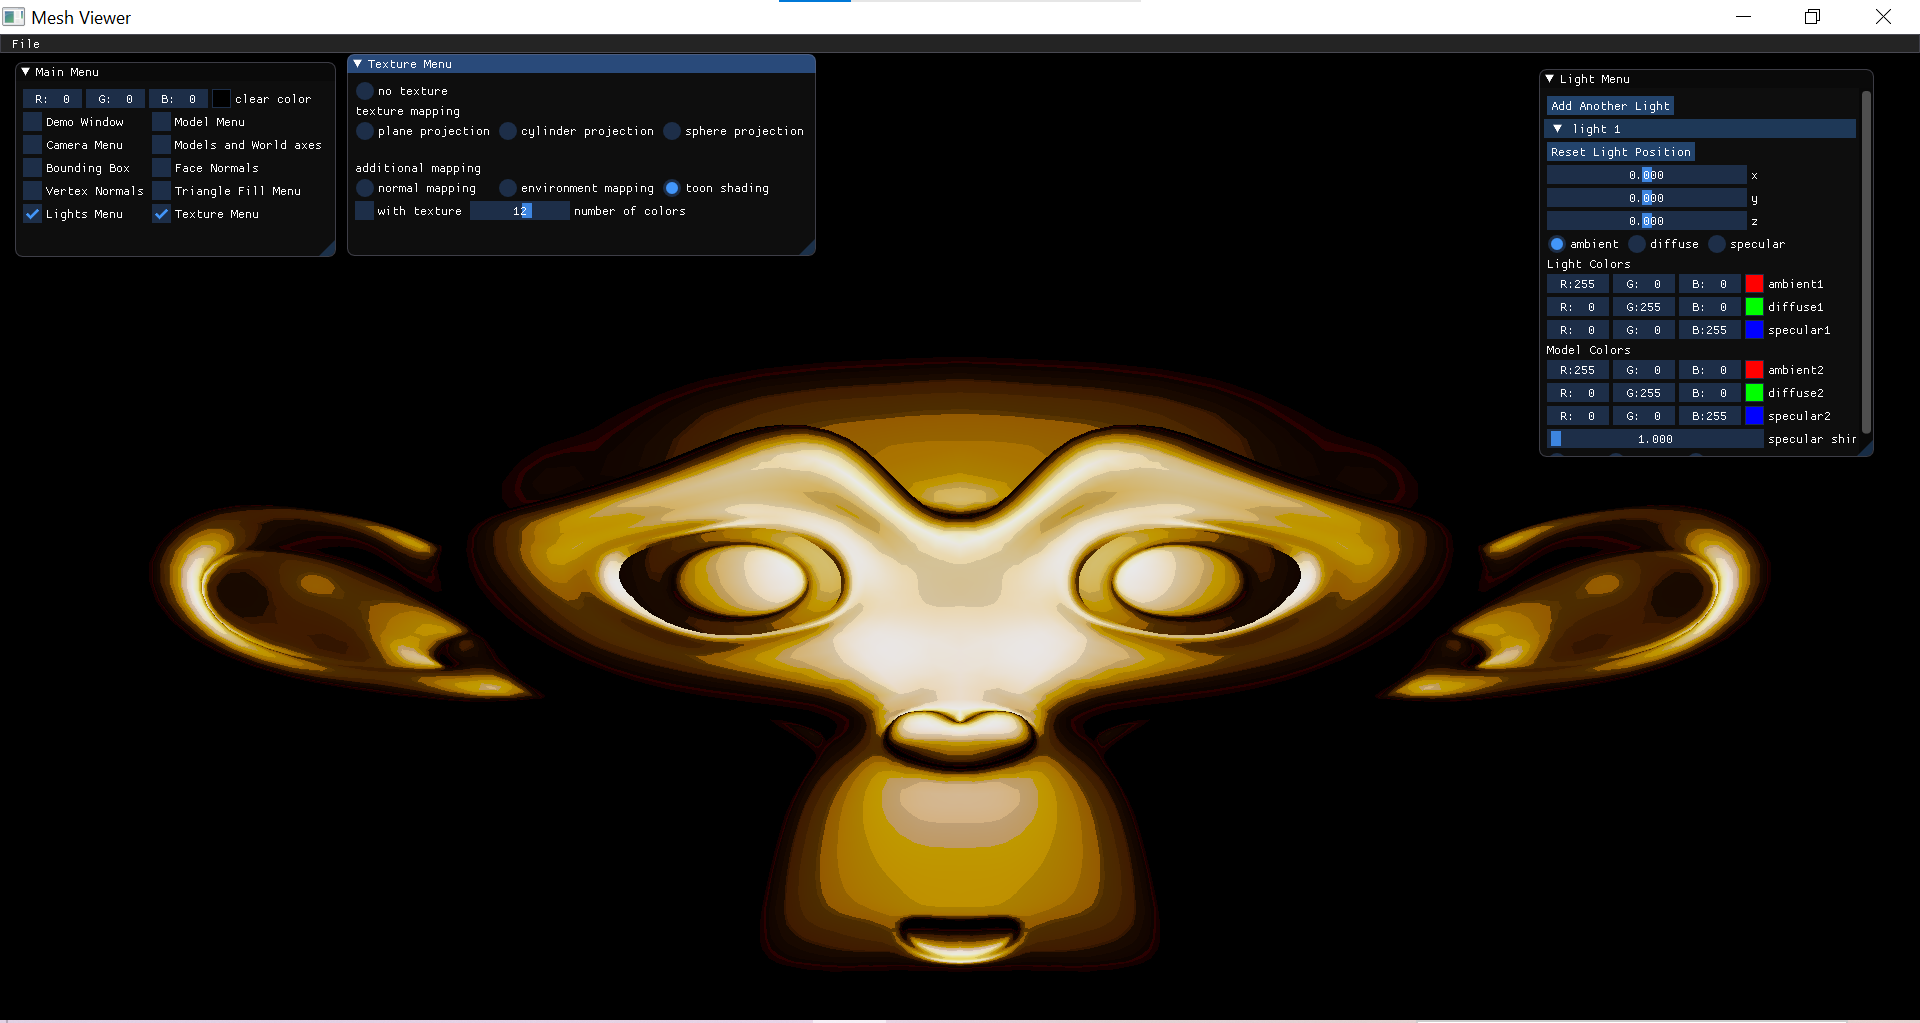 Mesh Viewer
File
Main Menu
R: 0 G: 0 B: 0 clear color
Demo Window Model Menu
Camera Menu Models and World axes
Bounding Box Face Normals
Vertex Normals Triangle Fill Menu
Lights Menu Texture Menu
Texture Menu
no texture
texture mapping
plane projection cylinder projection sphere projection
additional mapping
normal mapping environment mapping toon shading
with texture 12 number of colors
Light Menu
Add Another Light
light 1
Reset Light Position
0.000 x
0.000 y
0.000 z
ambient diffuse specular
Light Colors
R:255 G: 0 B: 0 ambient1
R: 0 G:255 B: 0 diffuse1
R: 0 G: 0 B:255 specular1
Model Colors
R:255 G: 0 B: 0 ambient2
R: 0 G:255 B: 0 diffuse2
R: 0 G: 0 B:255 specular2
1.000 specular shin